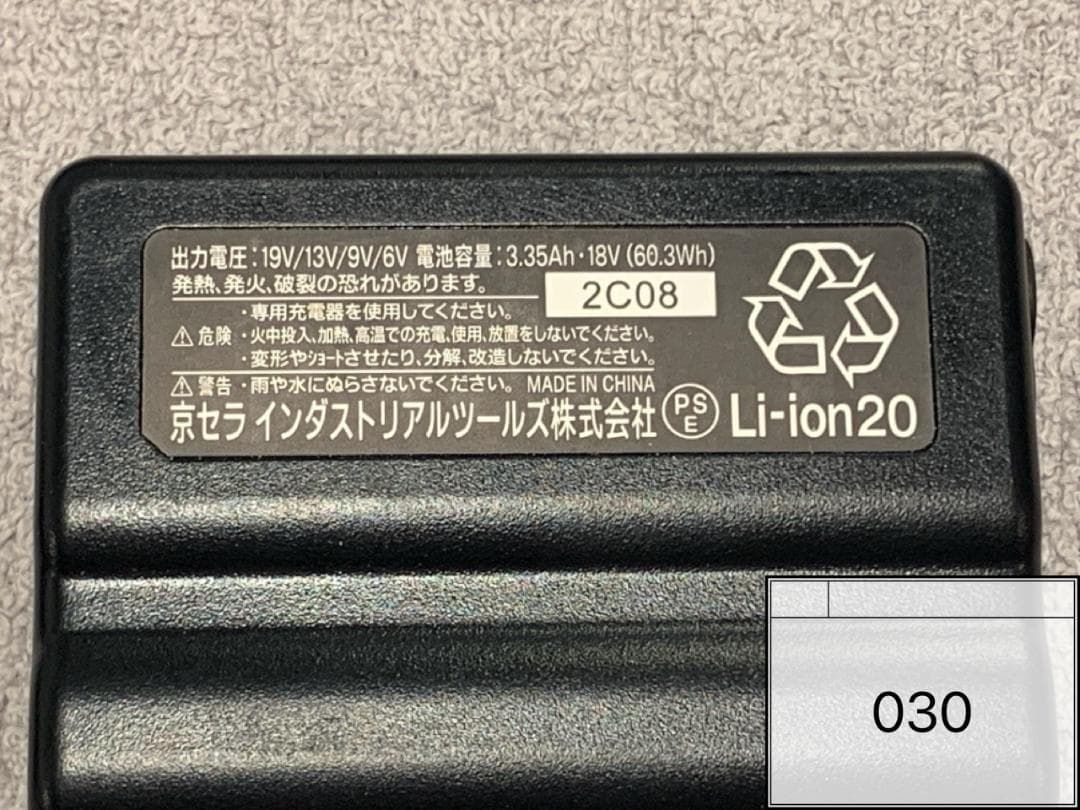 出力電圧:19V/13V/9V/6V 電池容量:3.35Ah・18V(60.3Wh)
発熱、発火、破裂の恐れがあります。
2C08
・専用充電器を使用してください。
⚠危険 ・火中投入、加熱、高温での充電、使用、放置をしないでください。
・変形やショートさせたり、分解、改造しないでください。
⚠警告 ・雨や水にぬらさないでください。 MADE IN CHINA
京セラ インダストリアルツールズ株式会社 PSE Li-ion20
030